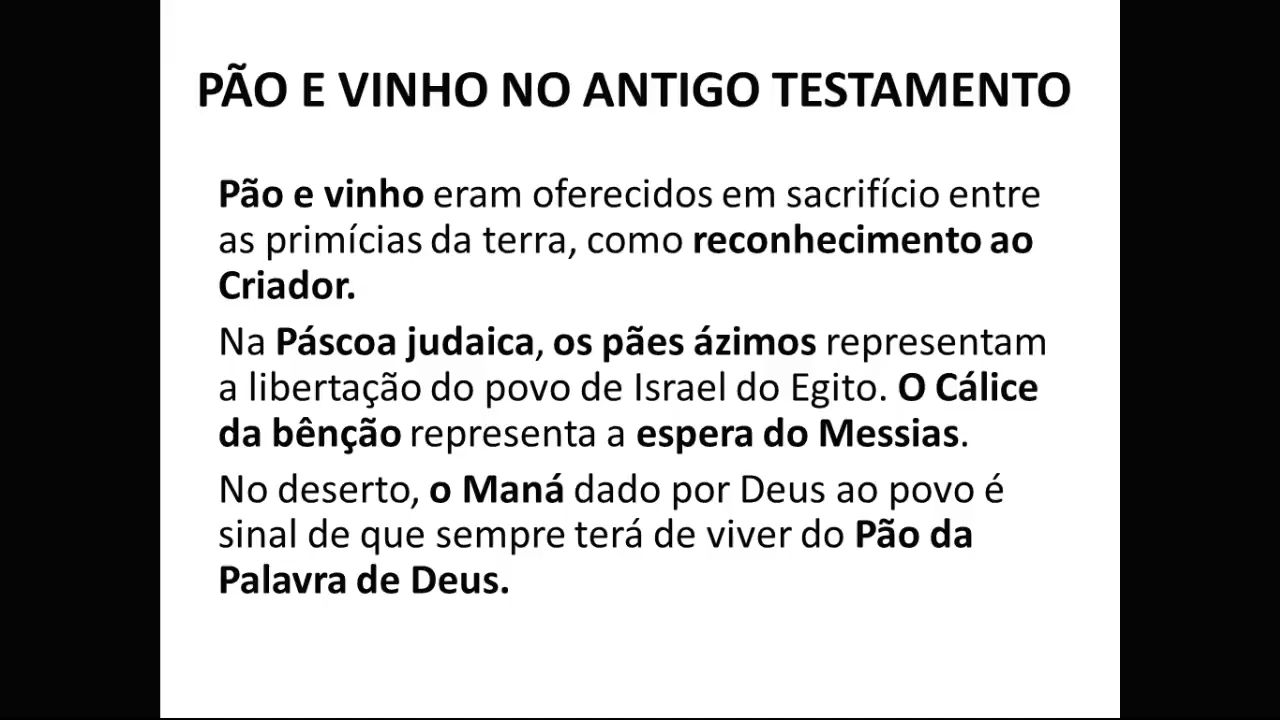 PÃO E VINHO NO ANTIGO TESTAMENTO
Pão e vinho eram oferecidos em sacrifício entre
as primícias da terra, como reconhecimento ao
Criador.
Na Páscoa judaica, os pães ázimos representam
a libertação do povo de Israel do Egito. O Cálice
da bênção representa a espera do Messias.
No deserto, o Maná dado por Deus ao povo é
sinal de que sempre terá de viver do Pão da
Palavra de Deus.